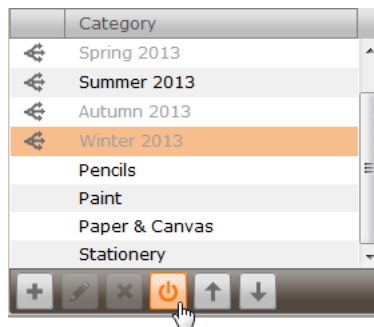 Category
Spring 2013
Summer 2013
Autumn 2013
Winter 2013
Pencils
Paint
Paper & Canvas
Stationery